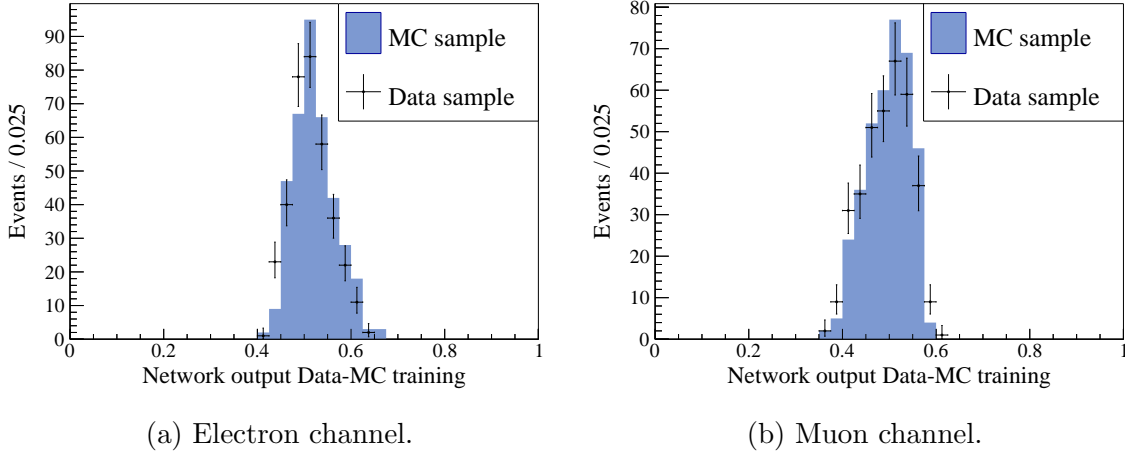 Events / 0.025
90
80
70
60
50
40
30
20
10
0
0 0.2 0.4 0.6 0.8 1
Network output Data-MC training
MC sample
Data sample
(a) Electron channel.
Events / 0.025
80
70
60
50
40
30
20
10
0
0 0.2 0.4 0.6 0.8 1
Network output Data-MC training
MC sample
Data sample
(b) Muon channel.